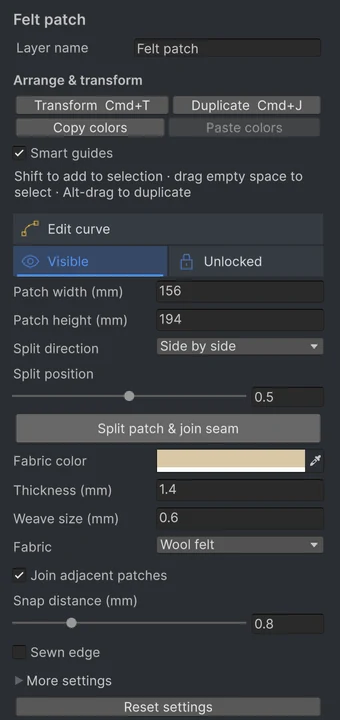 Felt patch
Layer name Felt patch
Arrange & transform
Transform Cmd+T Duplicate Cmd+J
Copy colors Paste colors
Smart guides
Shift to add to selection · drag empty space to
select · Alt-drag to duplicate
Edit curve
Visible Unlocked
Patch width (mm) 156
Patch height (mm) 194
Split direction Side by side
Split position
0.5
Split patch & join seam
Fabric color
Thickness (mm) 1.4
Weave size (mm) 0.6
Fabric Wool felt
Join adjacent patches
Snap distance (mm)
0.8
Sewn edge
More settings
Reset settings